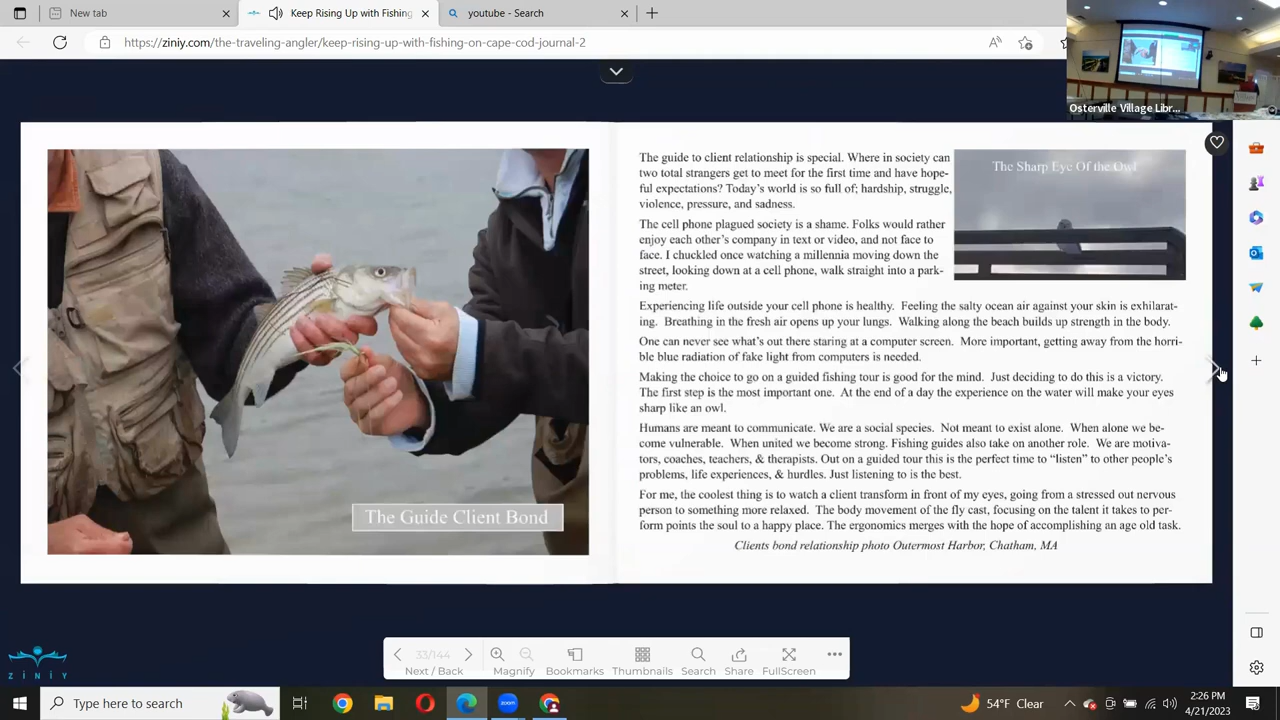 New tab
Keep Rising Up with Fishing
youtube - Search
https://ziniy.com/the-traveling-angler/keep-rising-up-with-fishing-on-cape-cod-journal-2
Osterville Village Libr...
The Guide Client Bond
The guide to client relationship is special. Where in society can
two total strangers get to meet for the first time and have hope-
ful expectations? Today's world is so full of; hardship, struggle,
violence, pressure, and sadness.
The Sharp Eye Of the Owl
The cell phone plagued society is a shame. Folks would rather
enjoy each other's company in text or video, and not face to
face. I chuckled once watching a millennia moving down the
street, looking down at a cell phone, walk straight into a park-
ing meter.
Experiencing life outside your cell phone is healthy. Feeling the salty ocean air against your skin is exhilarat-
ing. Breathing in the fresh air opens up your lungs. Walking along the beach builds up strength in the body.
One can never see what's out there staring at a computer screen. More important, getting away from the horri-
ble blue radiation of fake light from computers is needed.
Making the choice to go on a guided fishing tour is good for the mind. Just deciding to do this is a victory.
The first step is the most important one. At the end of a day the experience on the water will make your eyes
sharp like an owl.
Humans are meant to communicate. We are a social species. Not meant to exist alone. When alone we be-
come vulnerable. When united we become strong. Fishing guides also take on another role. We are motiva-
tors, coaches, teachers, & therapists. Out on a guided tour this is the perfect time to "listen" to other people's
problems, life experiences, & hurdles. Just listening to is the best.
For me, the coolest thing is to watch a client transform in front of my eyes, going from a stressed out nervous
person to something more relaxed. The body movement of the fly cast, focusing on the talent it takes to per-
form points the soul to a happy place. The ergonomics merges with the hope of accomplishing an age old task.
Clients bond relationship photo Outermost Harbor, Chatham, MA
33/144
Next / Back
Magnify
Bookmarks
Thumbnails
Search
Share
FullScreen
ZINIY
Type here to search
zoom
54°F Clear
2:26 PM
4/21/2023